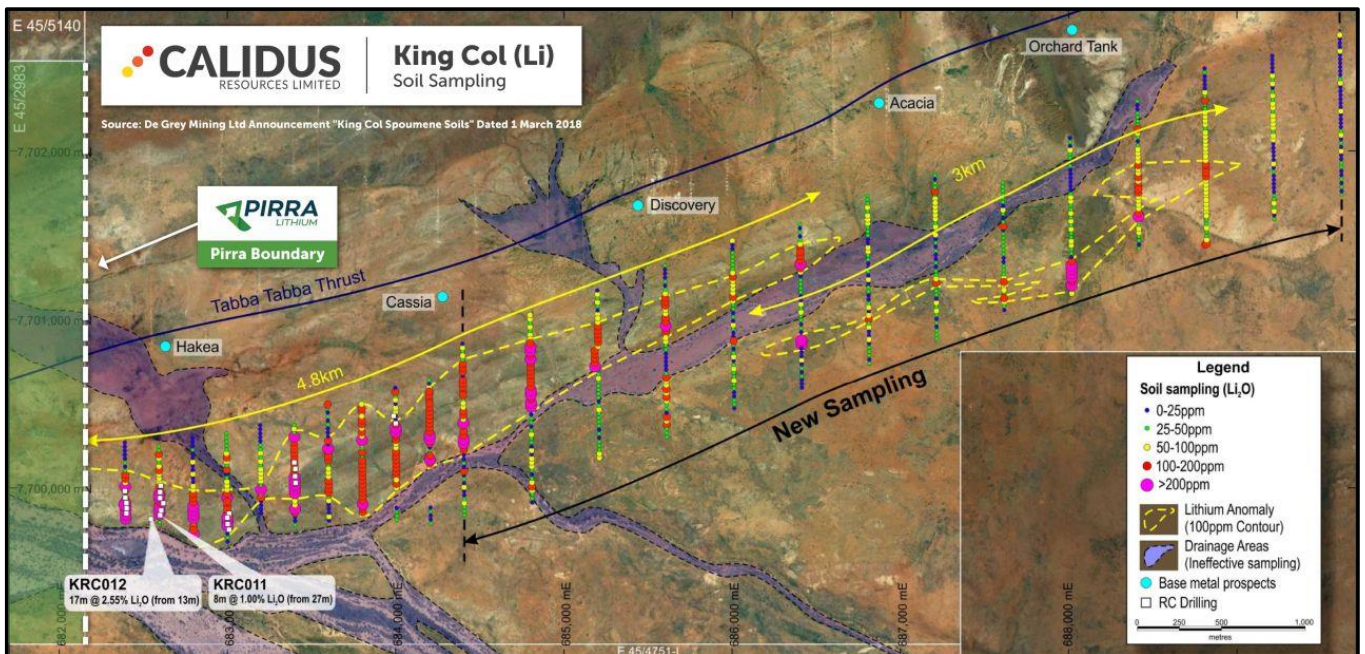 E 45/5140
E 45/2983
CALIDUS
RESOURCES LIMITED
King Col (Li)
Soil Sampling
Source: De Grey Mining Ltd Announcement "King Col Spoumene Soils" Dated 1 March 2018
7,702,000 m
PIRRA
LITHIUM
Pirra Boundary
Orchard Tank
Acacia
3km
Discovery
Tabba Tabba Thrust
Cassia
7,701,000 mN
Hakea
4.8km
New Sampling
7,700,000 mN
KRC012
17m @ 2.55% Li₂O (from 13m)
KRC011
8m @ 1.00% Li₂O (from 27m)
682,000
683,000
684,000 mE
685,000 mE
686,000 mE
687,000 mE
688,000 mE
E 45/4751-I
Legend
Soil sampling (Li₂O)
0-25ppm
25-50ppm
50-100ppm
100-200ppm
>200ppm
Lithium Anomaly
(100ppm Contour)
Drainage Areas
(Ineffective sampling)
Base metal prospects
RC Drilling
0 250 500 1,000
metres